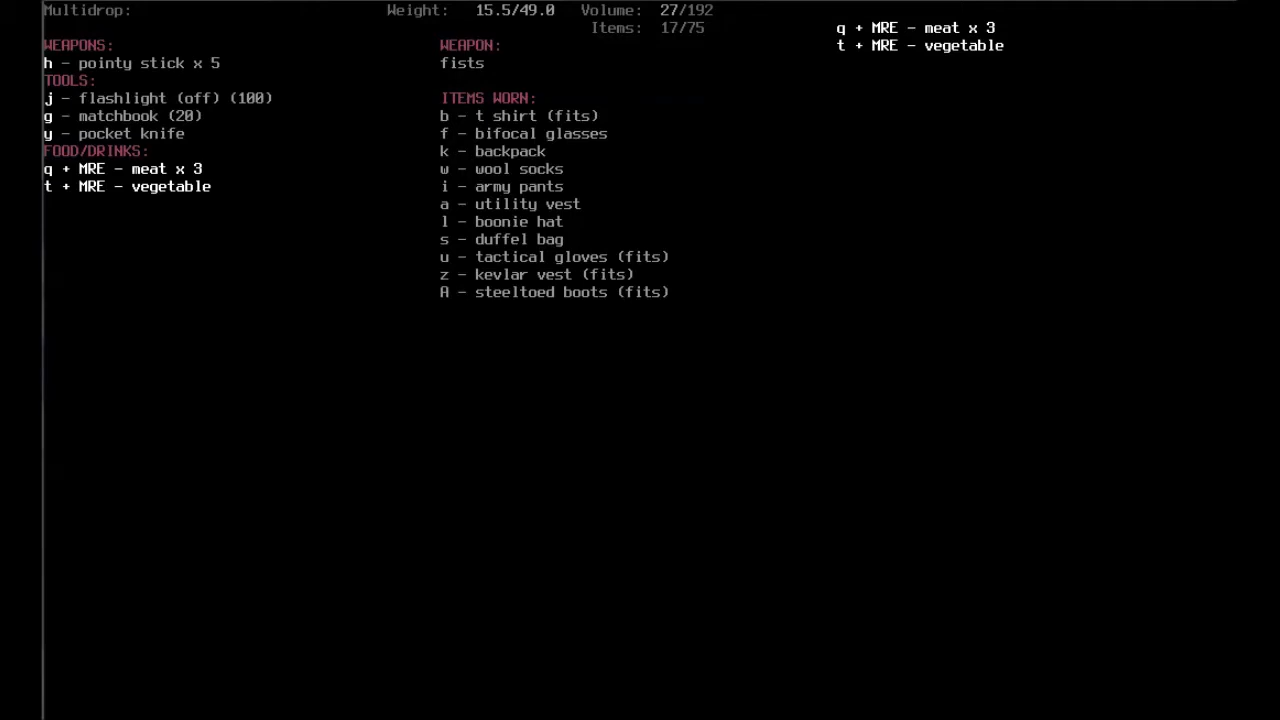 Multidrop: Weight: 15.5/49.0 Volume: 27/192
Items: 17/75
WEAPONS:
h - pointy stick x 5
TOOLS:
j - flashlight (off) (100)
g - matchbook (20)
y - pocket knife
FOOD/DRINKS:
q + MRE - meat x 3
t + MRE - vegetable
WEAPON:
fists
ITEMS WORN:
b - t shirt (fits)
f - bifocal glasses
k - backpack
w - wool socks
i - army pants
a - utility vest
l - boonie hat
s - duffel bag
u - tactical gloves (fits)
z - kevlar vest (fits)
A - steeltoed boots (fits)
q + MRE - meat x 3
t + MRE - vegetable